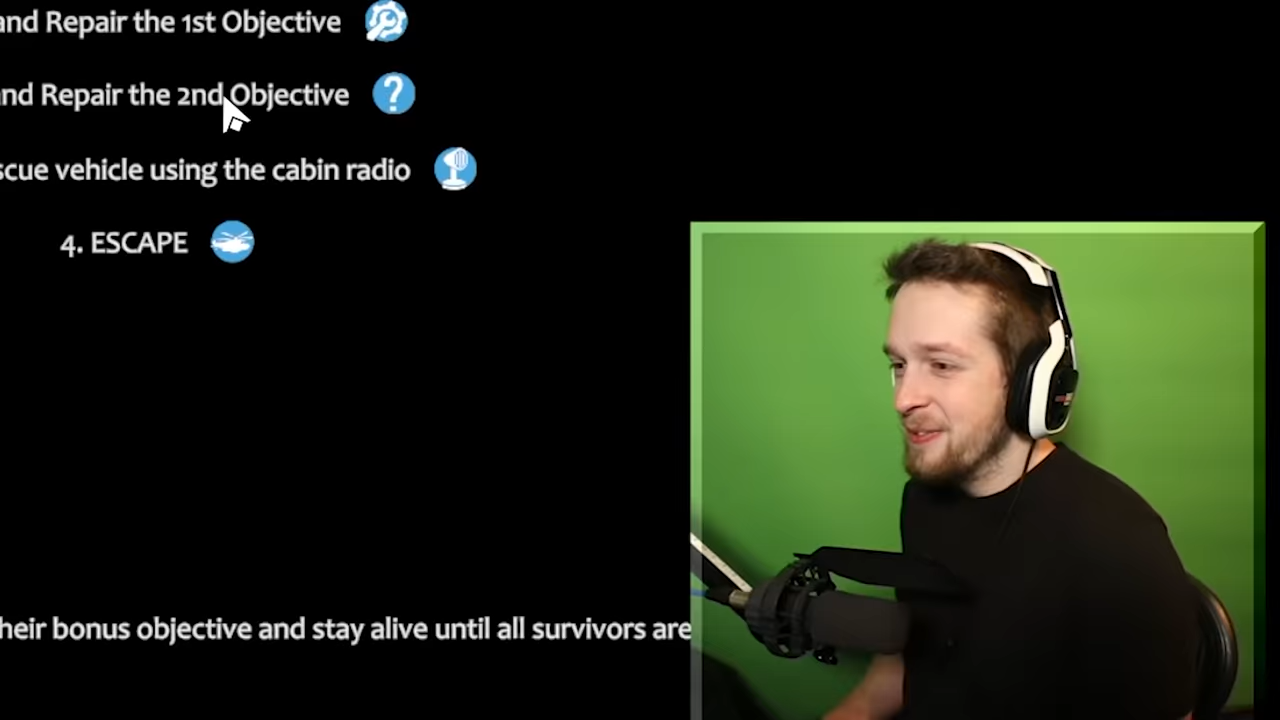 and Repair the 1st Objective
nd Repair the 2nd Objective
scue vehicle using the cabin radio
4. ESCAPE
heir bonus objective and stay alive until all survivors are